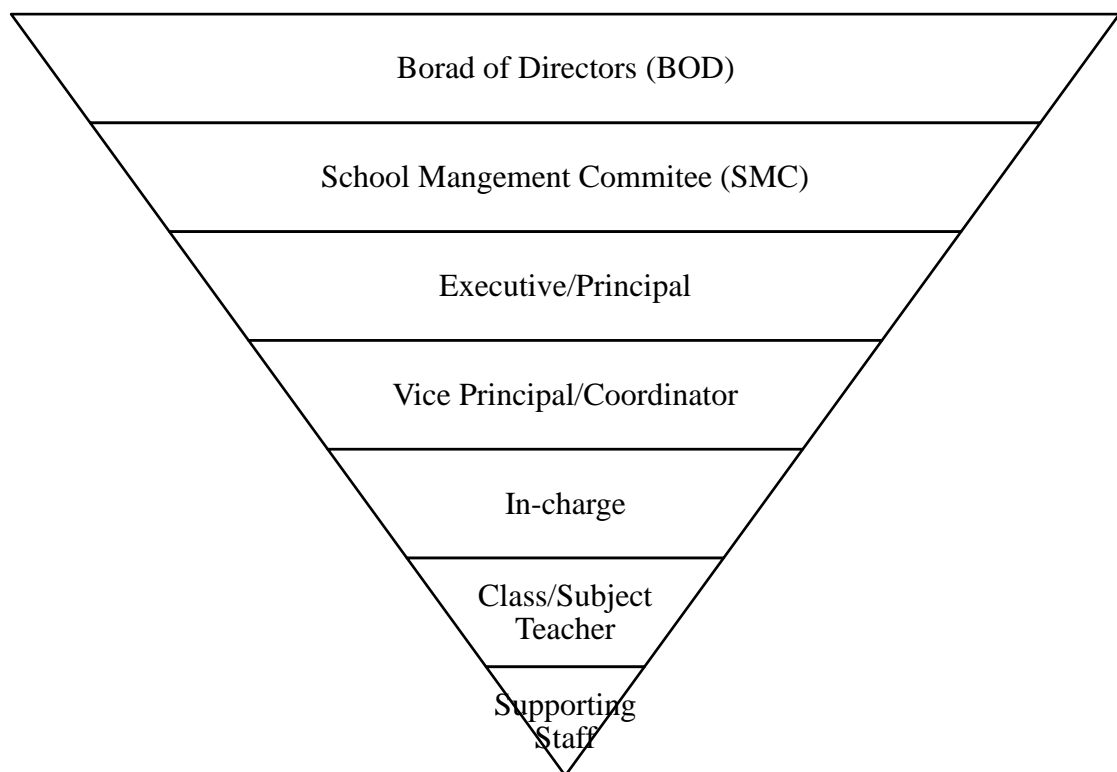 Borad of Directors (BOD)
School Mangement Commitee (SMC)
Executive/Principal
Vice Principal/Coordinator
In-charge
Class/Subject
Teacher
Supporting
Staff